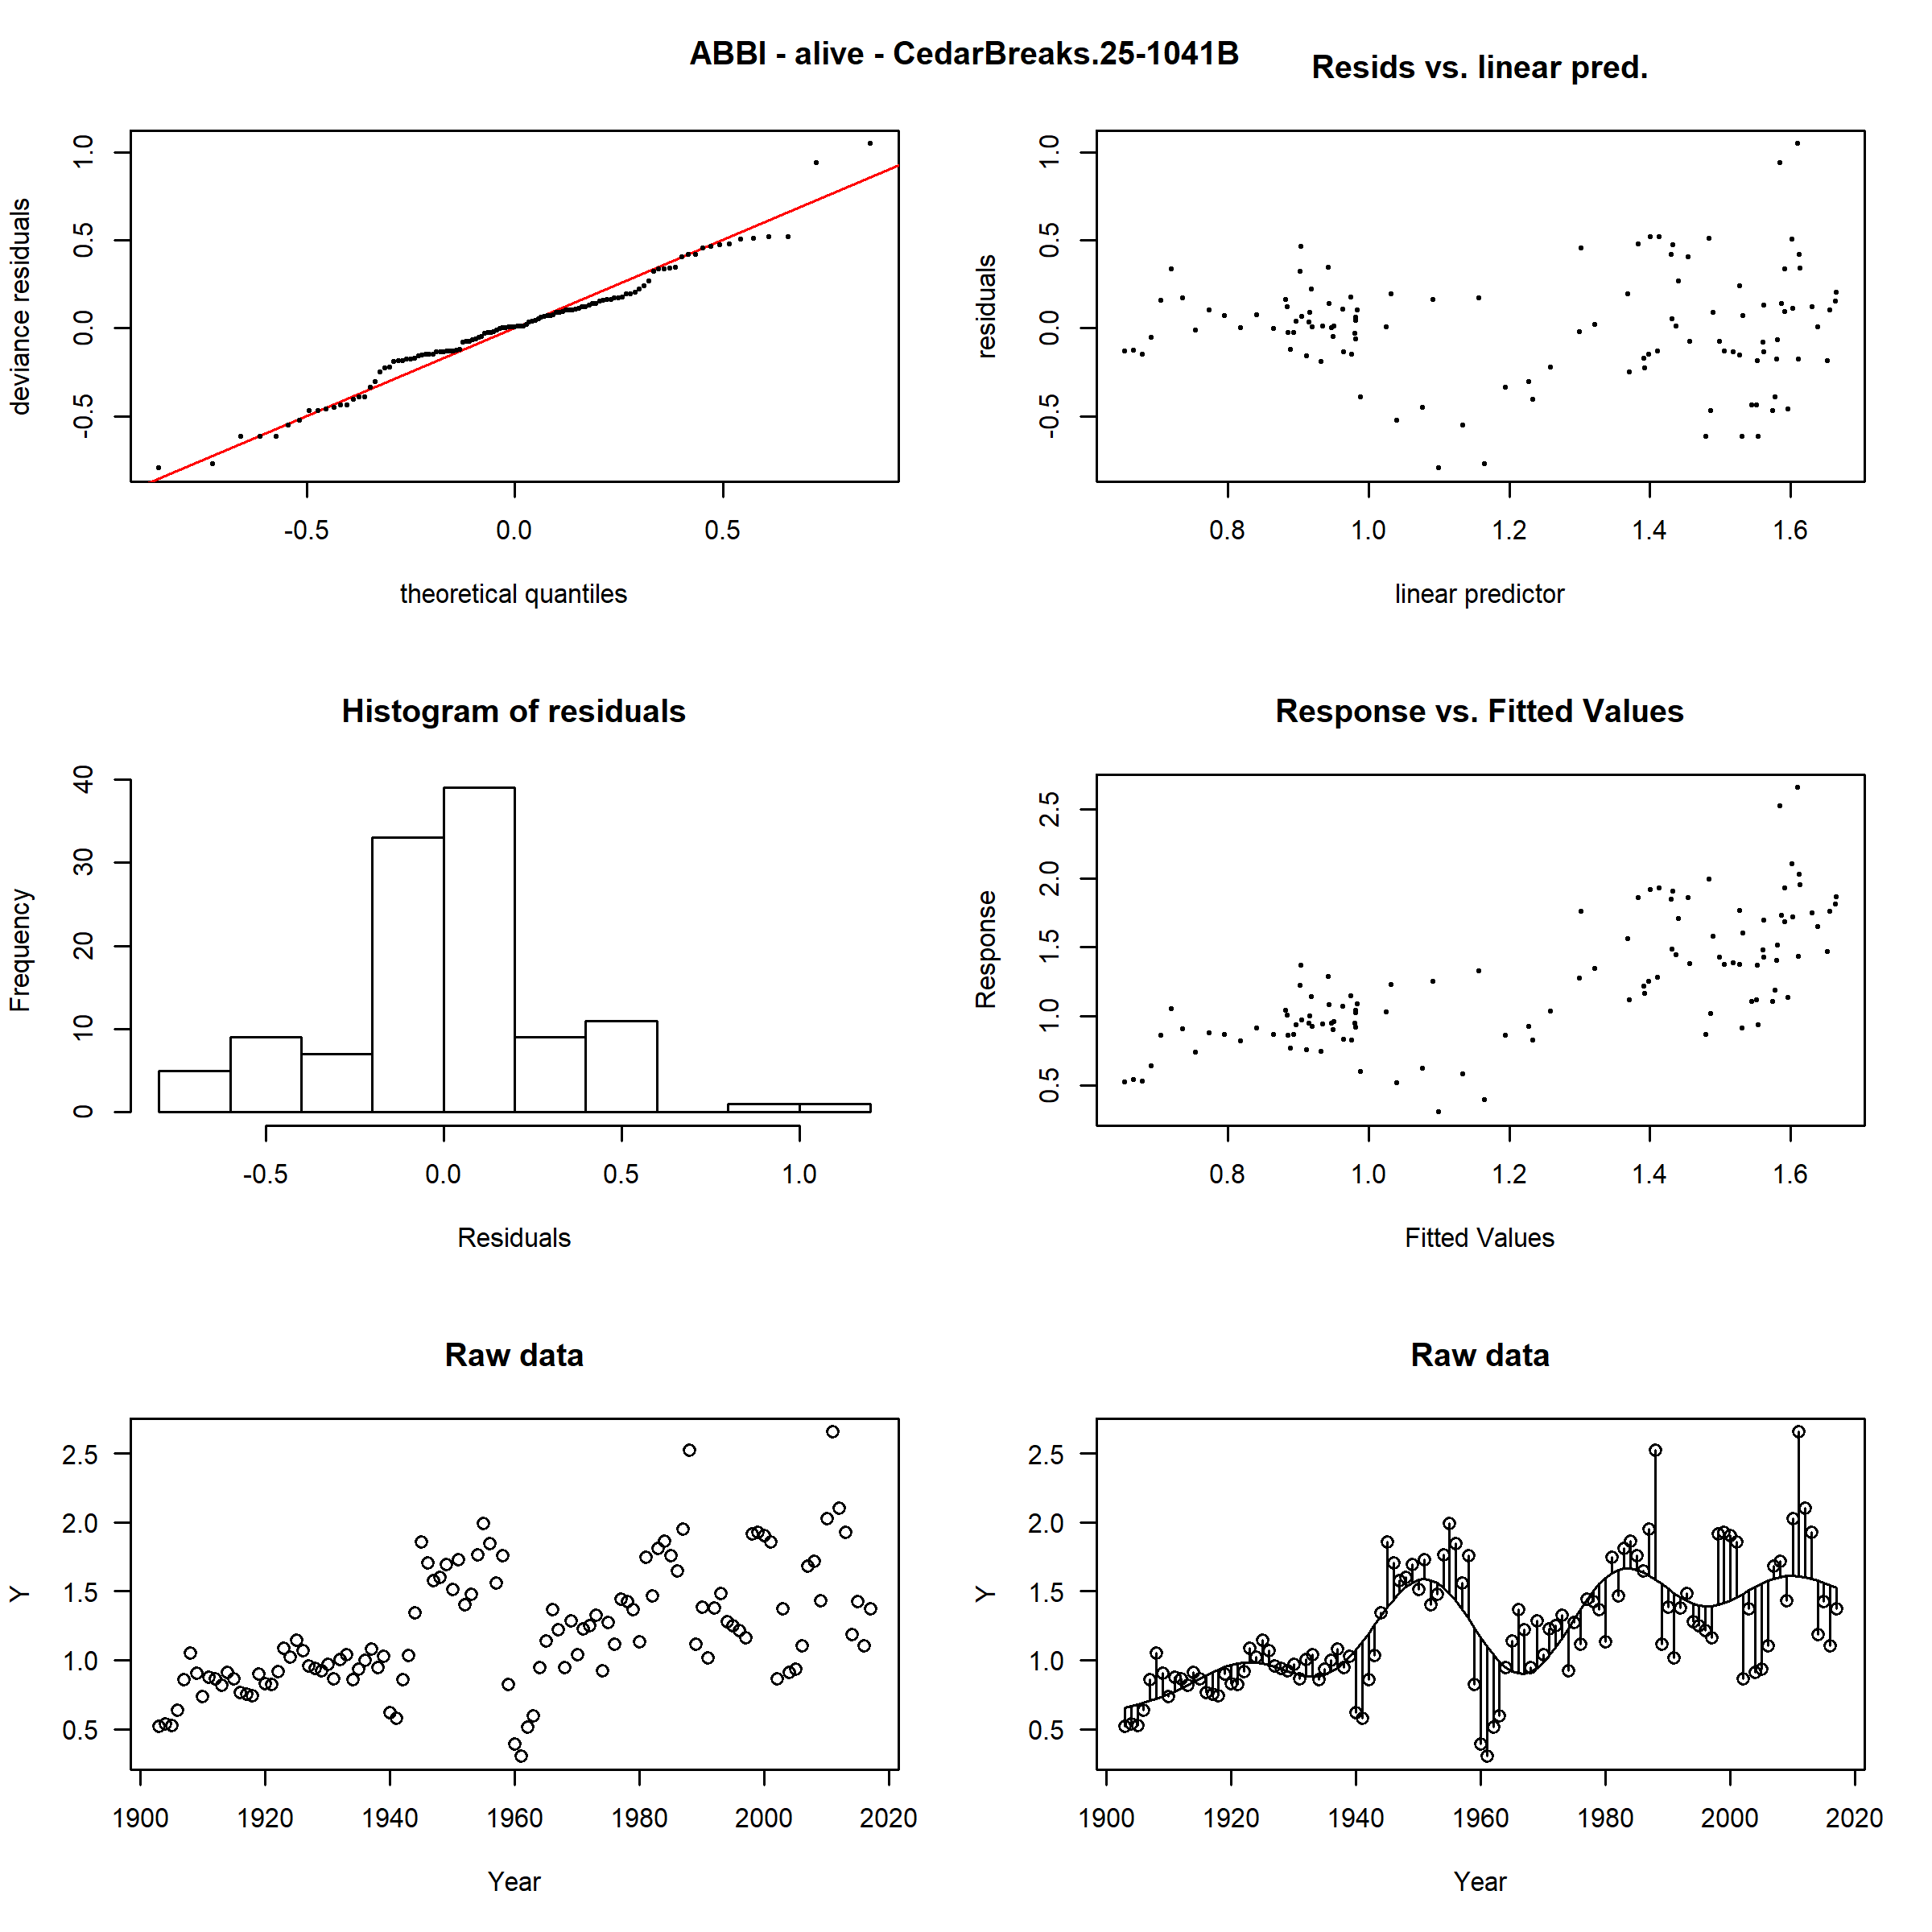 ABBI - alive - CedarBreaks.25-1041B
Resids vs. linear pred.
deviance residuals
1.0
0.5
0.0
-0.5
-0.5 0.0 0.5
theoretical quantiles
residuals
1.0
0.5
0.0
-0.5
0.8 1.0 1.2 1.4 1.6
linear predictor
Histogram of residuals
Frequency
40
30
20
10
0
-0.5 0.0 0.5 1.0
Residuals
Response vs. Fitted Values
Response
2.5
2.0
1.5
1.0
0.5
0.8 1.0 1.2 1.4 1.6
Fitted Values
Raw data
Y
2.5
2.0
1.5
1.0
0.5
1900 1920 1940 1960 1980 2000 2020
Year
Raw data
Y
2.5
2.0
1.5
1.0
0.5
1900 1920 1940 1960 1980 2000 2020
Year